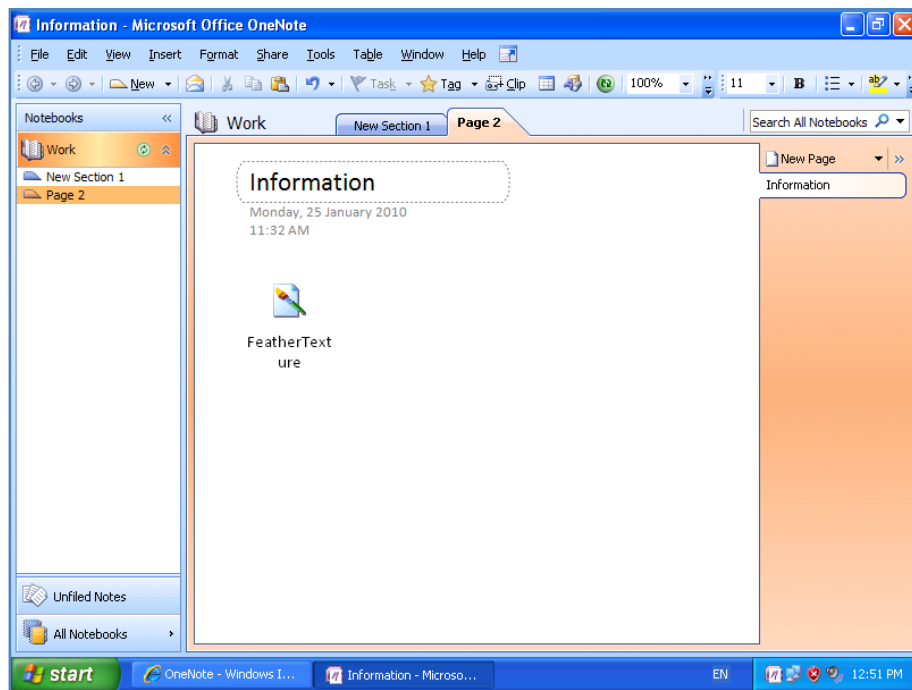 Information - Microsoft Office OneNote
File Edit View Insert Format Share Tools Table Window Help
New Task Tag Clip 100% 11 B ab
Notebooks
Work
New Section 1
Page 2
Work New Section 1 Page 2
Search All Notebooks
New Page
Information
Information
Monday, 25 January 2010
11:32 AM
FeatherText
ure
Unfiled Notes
All Notebooks
start OneNote - Windows I... Information - Microso... EN 12:51 PM